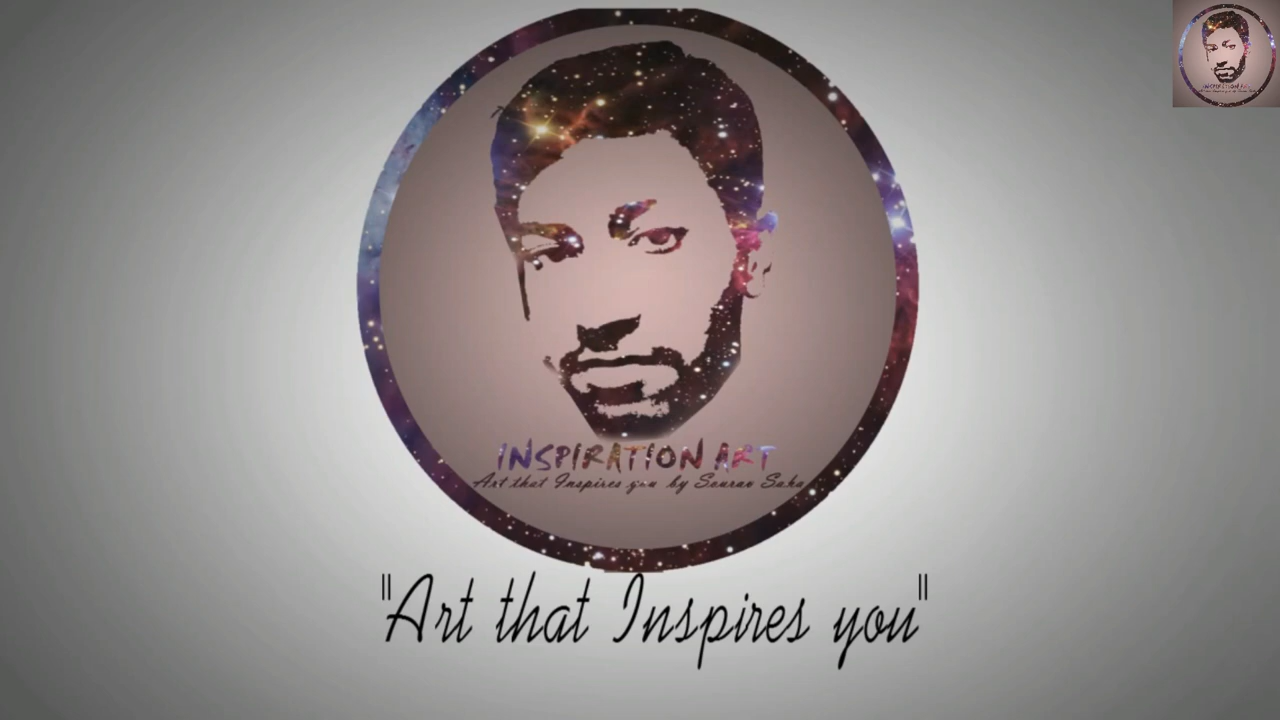 INSPIRATION ART
Art that Inspires you by Sourav Saha
"Art that Inspires you"